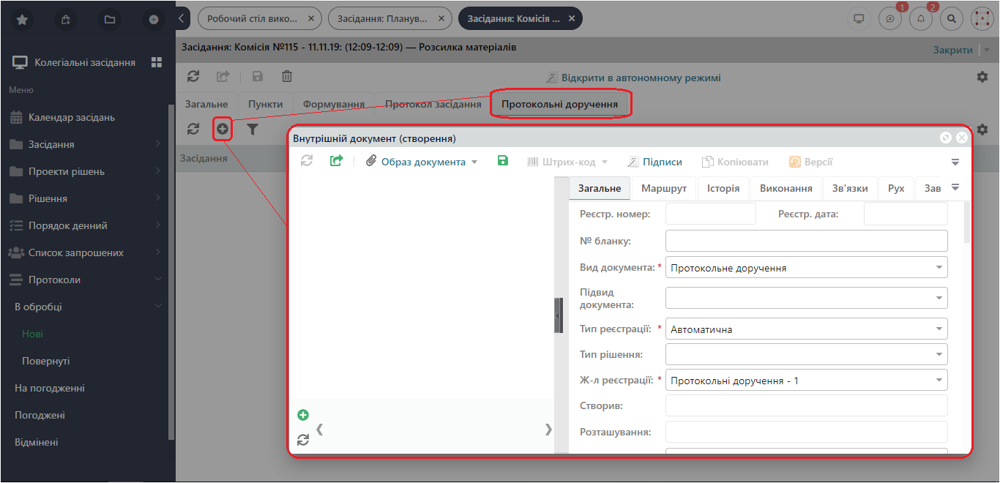 Робочий стіл вико...
Засідання: Планув...
Засідання: Комісія ...
1
2
Засідання: Комісія №115 - 11.11.19: (12:09-12:09) — Розсилка матеріалів
Закрити
Колегіальні засідання
Меню
Календар засідань
Засідання
Проекти рішень
Рішення
Порядок денний
Список запрошених
Протоколи
В обробці
Нові
Повернуті
На погодженні
Погоджені
Відмінені
Відкрити в автономному режимі
Загальне
Пункти
Формування
Протокол засідання
Протокольні доручення
Засідання
Внутрішній документ (створення)
Образ документа
Штрих-код
Підписи
Копіювати
Версії
Загальне
Маршрут
Історія
Виконання
Зв'язки
Рух
Зав
Реєстр. номер:
Реєстр. дата:
№ бланку:
Вид документа: *
Протокольне доручення
Підвид
документа:
Тип реєстрації: *
Автоматична
Тип рішення:
Ж-л реєстрації: *
Протокольні доручення - 1
Створив:
Розташування: